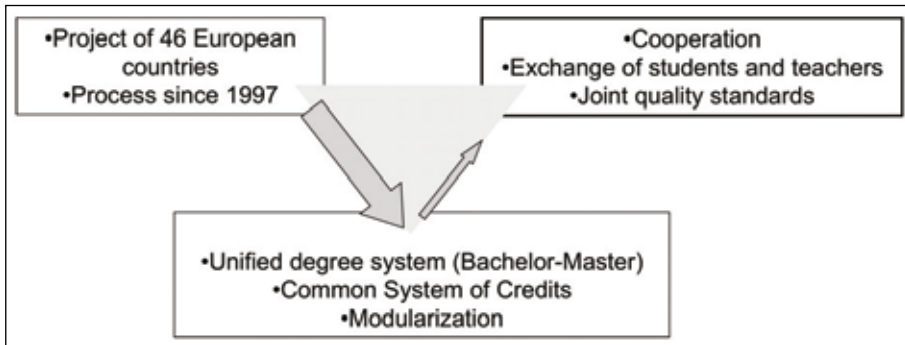 •Project of 46 European
countries
•Process since 1997
•Cooperation
•Exchange of students and teachers
•Joint quality standards
•Unified degree system (Bachelor-Master)
•Common System of Credits
•Modularization